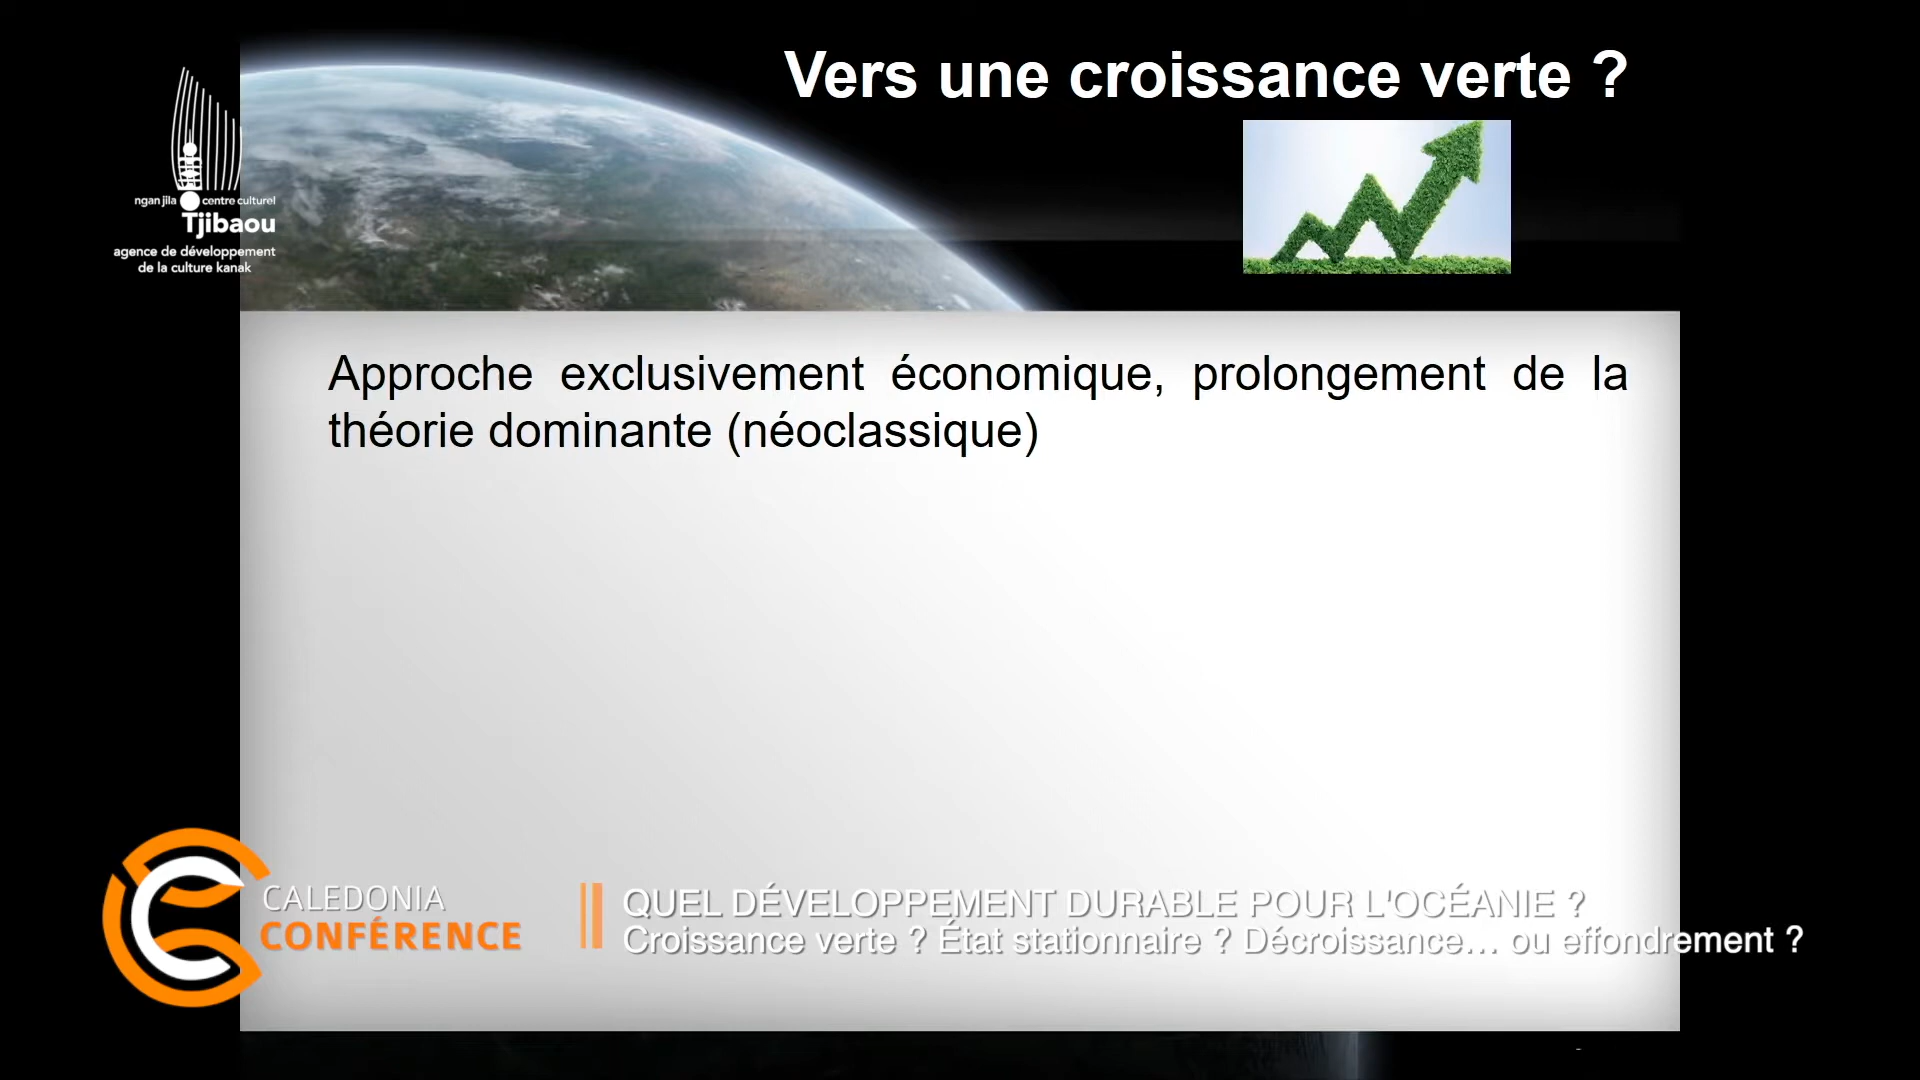 Vers une croissance verte ?
ngan jila centre culturel
Tjibaou
agence de développement
de la culture kanak
Approche exclusivement économique, prolongement de la
théorie dominante (néoclassique)
CALEDONIA
CONFÉRENCE
QUEL DÉVELOPPEMENT DURABLE POUR L'OCÉANIE ?
Croissance verte ? État stationnaire ? Décroissance... ou effondrement ?